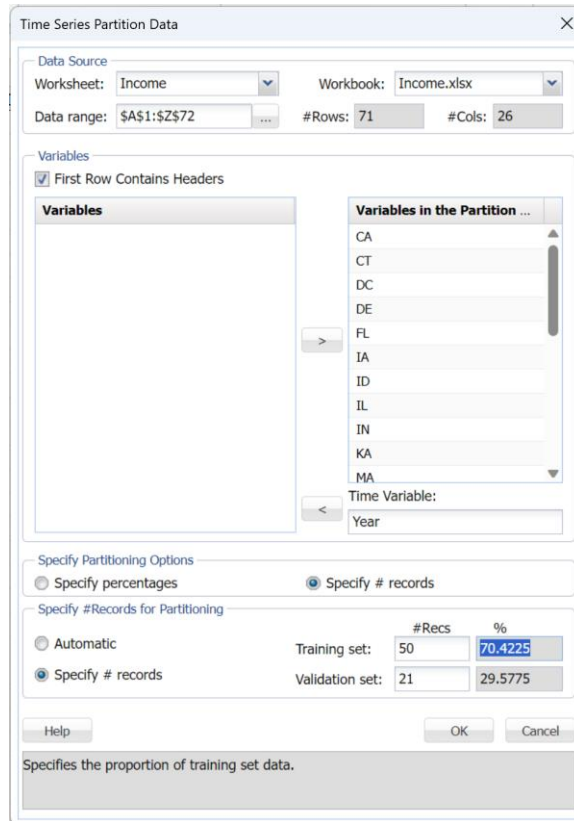 Time Series Partition Data
Data Source
Worksheet: Income Workbook: Income.xlsx
Data range: $A$1:$Z$72 ... #Rows: 71 #Cols: 26
Variables
First Row Contains Headers
Variables Variables in the Partition ...
CA
CT
DC
DE
FL
>
IA
ID
IL
IN
KA
MA
Time Variable:
<
Year
Specify Partitioning Options
Specify percentages Specify # records
Specify #Records for Partitioning
#Recs %
Automatic
Training set: 50 70.4225
Specify # records
Validation set: 21 29.5775
Help OK Cancel
Specifies the proportion of training set data.